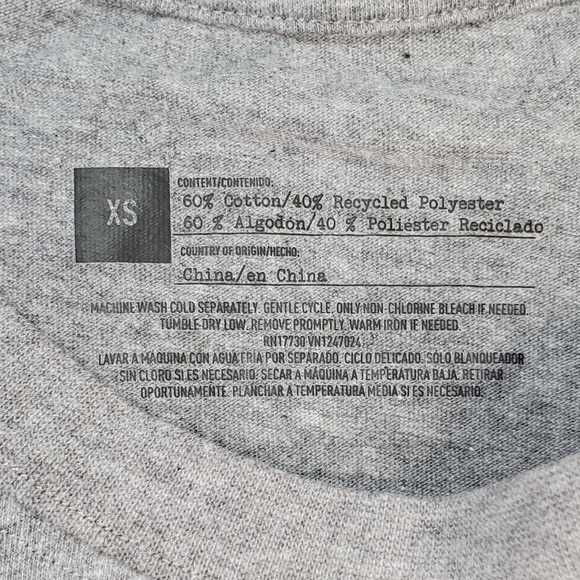 XS
CONTENT/CONTENIDO:
60% Cotton/40% Recycled Polyester
60 % Algodón/40 % Poliéster Reciclado
COUNTRY OF ORIGIN/HECHO:
China/en China
MACHINE WASH COLD SEPARATELY. GENTLE CYCLE. ONLY NON-CHLORINE BLEACH IF NEEDED.
TUMBLE DRY LOW. REMOVE PROMPTLY. WARM IRON IF NEEDED.
RN17730 VN1247024
LAVAR A MÁQUINA CON AGUA FRÍA POR SEPARADO. CICLO DELICADO. SÓLO BLANQUEADOR
SIN CLORO SI ES NECESARIO. SECAR A MÁQUINA A TEMPERATURA BAJA. RETIRAR
OPORTUNAMENTE. PLANCHAR A TEMPERATURA MEDIA SI ES NECESARIO.